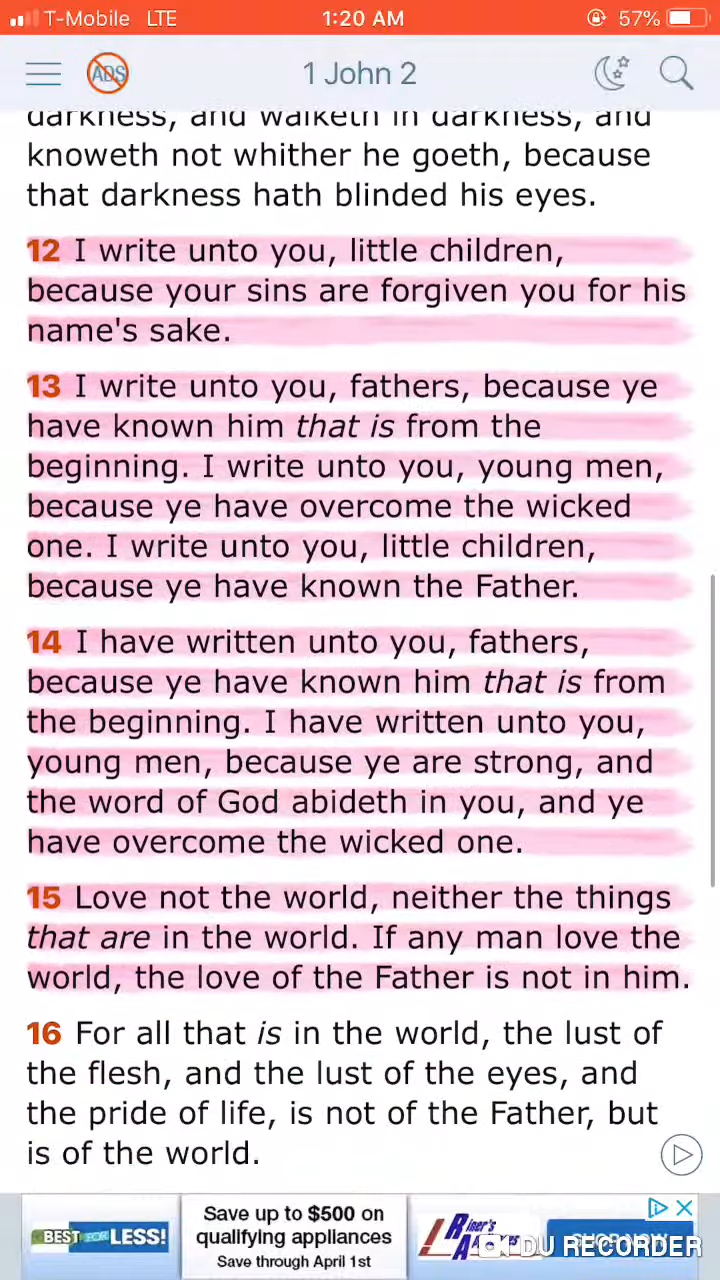 T-Mobile LTE 1:20 AM 57%
ADS 1 John 2
darkness, and walketh in darkness, and
knoweth not whither he goeth, because
that darkness hath blinded his eyes.
12 I write unto you, little children,
because your sins are forgiven you for his
name's sake.
13 I write unto you, fathers, because ye
have known him that is from the
beginning. I write unto you, young men,
because ye have overcome the wicked
one. I write unto you, little children,
because ye have known the Father.
14 I have written unto you, fathers,
because ye have known him that is from
the beginning. I have written unto you,
young men, because ye are strong, and
the word of God abideth in you, and ye
have overcome the wicked one.
15 Love not the world, neither the things
that are in the world. If any man love the
world, the love of the Father is not in him.
16 For all that is in the world, the lust of
the flesh, and the lust of the eyes, and
the pride of life, is not of the Father, but
is of the world.
BEST FOR LESS!
Save up to $500 on
qualifying appliances
Save through April 1st
Riner's
DU RECORDER